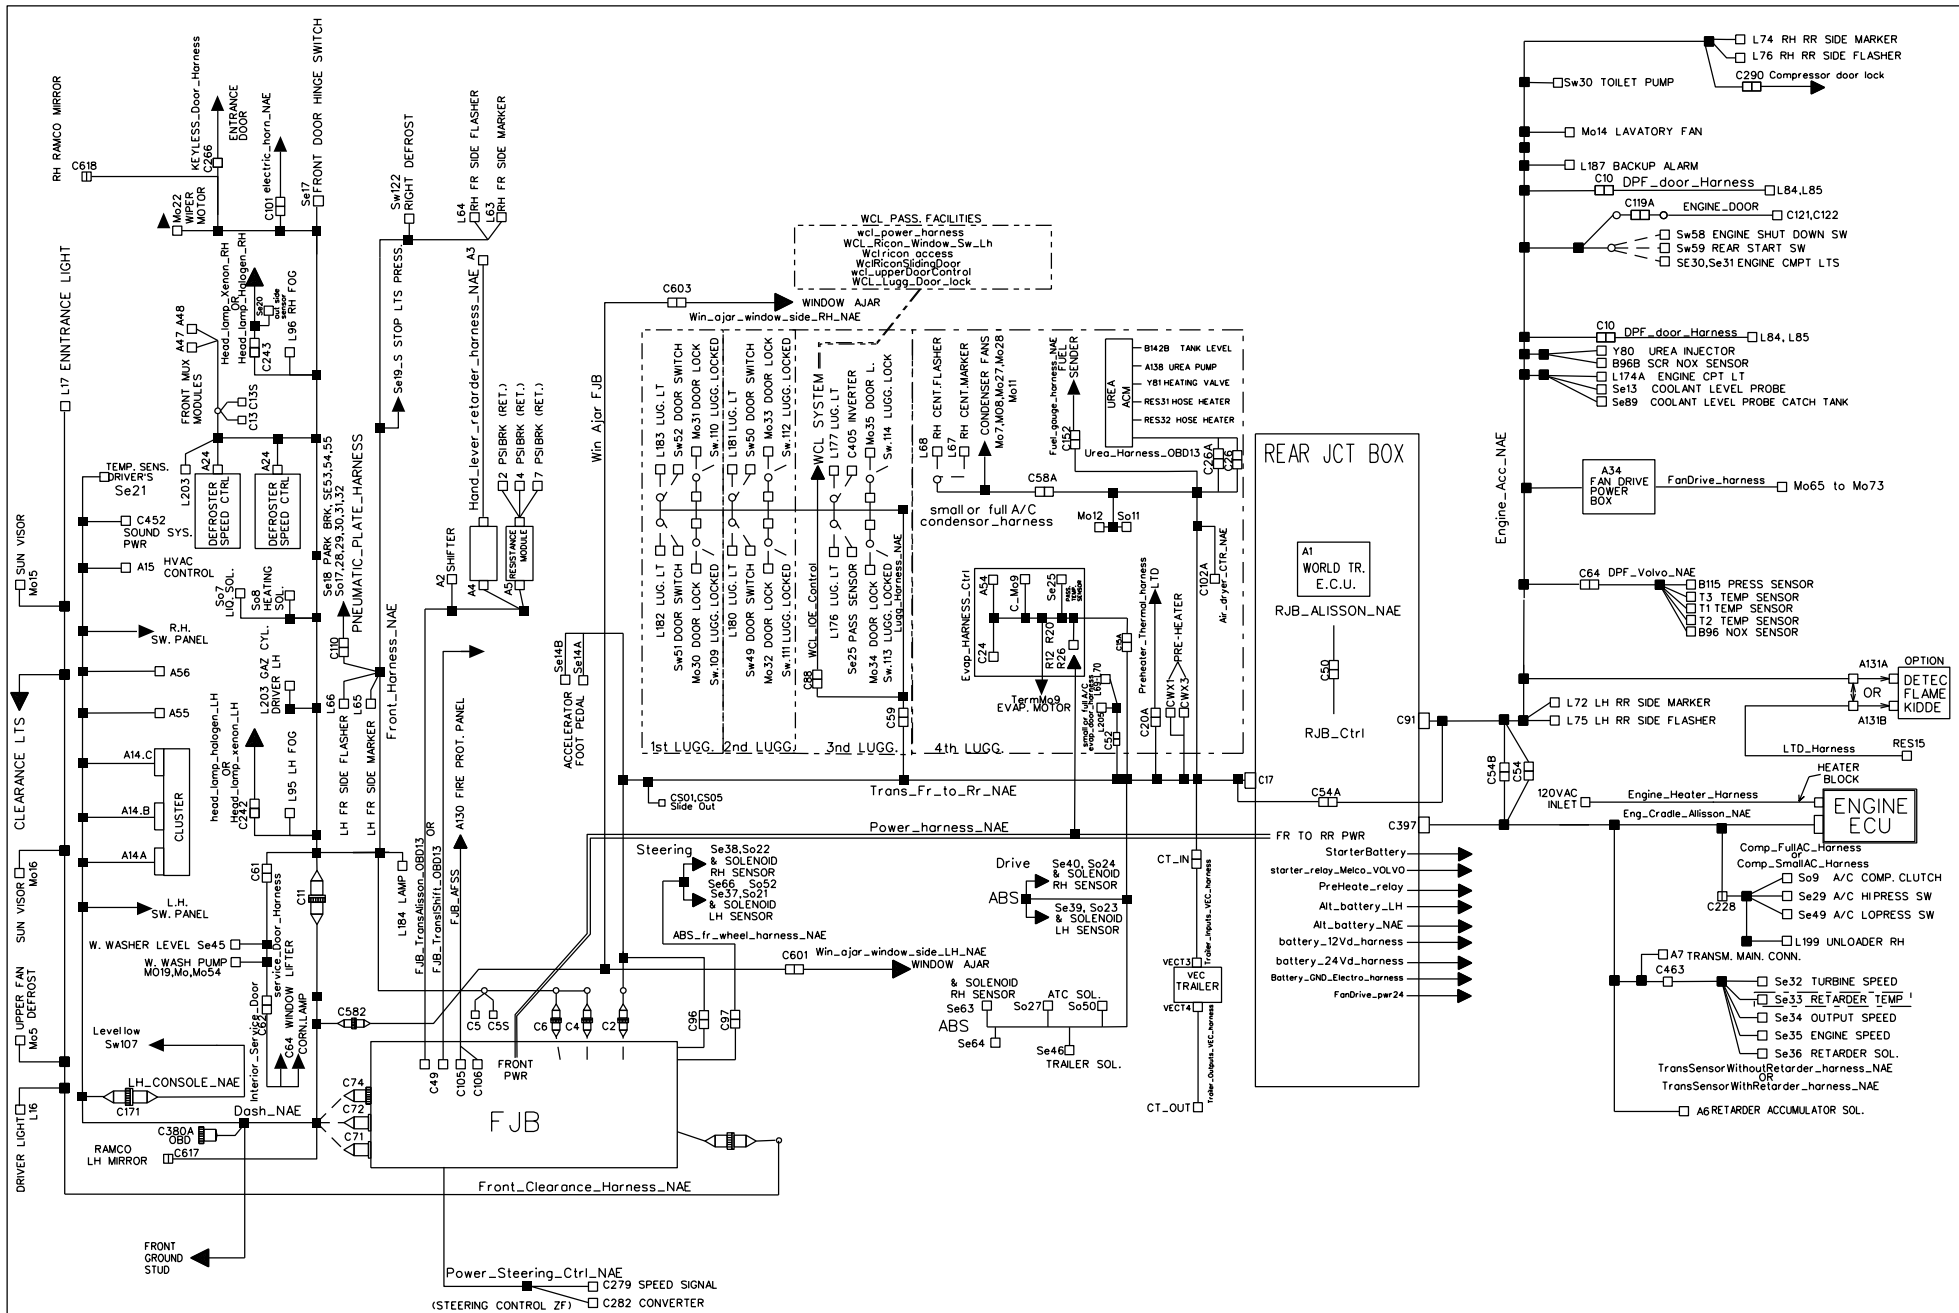 RH RAMCO MIRROR
C618
KEYLESS_Door_Harness
C266
ENTRANCE
DOOR
Mo22
WIPER
MOTOR
C101 electric_horn_NAE
Se17
FRONT DOOR HINGE SWITCH
L17 ENNTRANCE LIGHT
A47 A48
FRONT MUX
MODULES
C13 C13S
Head_lamp_Xenon_RH
OR
Head_lamp_Halogen_RH
Se20
out side
sensor
C243
L96 RH FOG
TEMP. SENS.
DRIVER'S
Se21
L203
A24
DEFROSTER
SPEED CTRL
A24
DEFROSTER
SPEED CTRL
C452
SOUND SYS.
PWR
A15 HVAC
CONTROL
R.H.
SW. PANEL
A56
A55
A14.C
A14.B
A14A
CLUSTER
L.H.
SW. PANEL
SUN VISOR
Mo15
CLEARANCE LTS
SUN VISOR
Mo16
UPPER FAN
DEFROST
Mo5
DRIVER LIGHT
L16
So7
LIQ. SOL.
So8
HEATING
SOL.
L203 GAZ CYL.
DRIVER LH
head_lamp_halogen_LH
OR
Head_lamp_xenon_LH
C242
L95 LH FOG
Se18 PARK BRK, SE53,54,55
So17,28,29,30,31,32
PNEUMATIC_PLATE_HARNESS
C110
L66
LH FR SIDE FLASHER
L65
LH FR SIDE MARKER
Front_Harness_NAE
C61
C11
L184 LAMP
W. WASHER LEVEL Se45
W. WASH PUMP
MO19,Mo,Mo54
service_Door_Harness
Interior_Service_Door
C62
C64 WINDOW LIFTER
CORN.LAMP
C582
Levellow
Sw107
LH_CONSOLE_NAE
C171
Dash_NAE
C380A
OBD
RAMCO
LH MIRROR
C617
C74
C72
C71
FRONT
GROUND
STUD
Sw122
RIGHT DEFROST
Se19_S STOP LTS PRESS.
L64
RH FR SIDE FLASHER
L63
RH FR SIDE MARKER
A3
Hand_lever_retarder_harness_NAE
2 PSIBRK (RET.)
4 PSIBRK (RET.)
7 PSIBRK (RET.)
RESISTANCE
MODULE
A2 SHIFTER
A4
A5
A130 FIRE PROT. PANEL
FJB_TransAlisson_OBD13
OR
FJB_Trans1Shift_OBD13
FJB_AFSS
ACCELERATOR
FOOT PEDAL
Se14B
Se14A
Win Ajar FJB
C603
WINDOW AJAR
Win_ajar_window_side_RH_NAE
WCL PASS. FACILITIES
wcl_power_harness
WCL_Ricon_Window_Sw_Lh
Wclricon access
WclRiconSlidingDoor
wcl_upperDoorControl
WCL_Lugg_Door_lock
L183 LUG. LT
Sw52 DOOR SWITCH
Mo31 DOOR LOCK
Sw.110 LUGG. LOCKED
L182 LUG. LT
Sw51 DOOR SWITCH
Mo30 DOOR LOCK
Sw.109 LUGG. LOCKED
1st LUGG.
L181 LUG. LT
Sw50 DOOR SWITCH
Mo33 DOOR LOCK
Sw.112 LUGG. LOCKED
L180 LUG. LT
Sw49 DOOR SWITCH
Mo32 DOOR LOCK
Sw.111 LUGG. LOCKED
2nd LUGG.
WCL SYSTEM
L177 LUG. LT
C405 INVERTER
Mo35 DOOR L.
Sw.114 LUGG. LOCK
WCL_IOE_Control
C88
L176 LUG. LT
Se25 PASS SENSOR
Mo34 DOOR LOCK
Sw.113 LUGG. LOCKED
Lugg_Harness_NAE
C59
3nd LUGG.
L68
RH CENT.FLASHER
L67
RH CENT.MARKER
CONDENSER FANS
Mo7,MO8,Mo27,Mo28
Mo11
Fuel_gauge_harness_NAE
FUEL
SENDER
C152
UREA
ACM
B142B TANK LEVEL
A138 UREA PUMP
Y81 HEATING VALVE
RES31 HOSE HEATER
RES32 HOSE HEATER
Urea_Harness_OBD13
C26A
C26
C58A
small or full A/C
condensor_harness
Mo12
So11
C102A
Air_dryer_CTR_NAE
Evap_HARNESS_Ctrl
A54
C_Mo9
Se25
PASS.
TEMP.
SENSOR
C24
R12 R20
R26
TermMo9
EVAP. MOTOR
small or full A/C
evap_door_harness
L205
L69 L70
C52
C15A
Preheater_Thermal_harness
LTD
C20A
PRE-HEATER
CWX1
CWX3
4th LUGG.
CS01,CS05
Slide Out
Trans_Fr_to_Rr_NAE
C17
Power_harness_NAE
FR TO RR PWR
Steering
Se38,So22
& SOLENOID
RH SENSOR
Se66 So52
Se37,So21
& SOLENOID
LH SENSOR
ABS_fr_wheel_harness_NAE
C601
Win_ajar_window_side_LH_NAE
WINDOW AJAR
Drive
ABS
Se40, So24
& SOLENOID
RH SENSOR
Se39, So23
& SOLENOID
LH SENSOR
& SOLENOID
RH SENSOR
Se63
ABS
Se64
ATC SOL.
So27
So50
Se46
TRAILER SOL.
CT_IN
Trailer_Inputs_VEC_harness
VECT3
VEC
TRAILER
VECT4
Trailer_Outputs_VEC_harness
CT_OUT
C49
C105
C106
FRONT
PWR
C5
C5S
C6
C4
C2
C96
C97
FJB
Front_Clearance_Harness_NAE
Power_Steering_Ctrl_NAE
(STEERING CONTROL ZF)
C279 SPEED SIGNAL
C282 CONVERTER
REAR JCT BOX
A1
WORLD TR.
E.C.U.
RJB_ALISSON_NAE
C50
RJB_Ctrl
C91
C54A
C397
StarterBattery
starter_relay_Melco_VOLVO
PreHeate_relay
Alt_battery_LH
Alt_battery_NAE
battery_12Vd_harness
battery_24Vd_harness
Battery_GND_Electro_harness
FanDrive_pwr24
L74 RH RR SIDE MARKER
L76 RH RR SIDE FLASHER
C290 Compressor door lock
Sw30 TOILET PUMP
Mo14 LAVATORY FAN
L187 BACKUP ALARM
C10
DPF_door_Harness
L84,L85
C119A
ENGINE_DOOR
C121,C122
Sw58 ENGINE SHUT DOWN SW
Sw59 REAR START SW
SE30,Se31 ENGINE CMPT LTS
Engine_Acc_NAE
C10
DPF_door_Harness
L84, L85
Y80 UREA INJECTOR
B96B SCR NOX SENSOR
L174A ENGINE CPT LT
Se13 COOLANT LEVEL PROBE
Se89 COOLANT LEVEL PROBE CATCH TANK
A34
FAN DRIVE
POWER
BOX
FanDrive_harness
Mo65 to Mo73
C64 DPF_Volvo_NAE
B115 PRESS SENSOR
T3 TEMP SENSOR
T1 TEMP SENSOR
T2 TEMP SENSOR
B96 NOX SENSOR
A131A
OPTION
OR
DETEC
FLAME
KIDDE
A131B
L72 LH RR SIDE MARKER
L75 LH RR SIDE FLASHER
LTD_Harness
RES15
C54B
C54
HEATER
BLOCK
120VAC
INLET
Engine_Heater_Harness
ENGINE
ECU
Eng_Cradle_Allisson_NAE
Comp_FullAC_Harness
or
Comp_SmallAC_Harness
C228
So9 A/C COMP. CLUTCH
Se29 A/C HIPRESS SW
Se49 A/C LOPRESS SW
L199 UNLOADER RH
A7 TRANSM. MAIN. CONN.
C463
Se32 TURBINE SPEED
Se33 RETARDER TEMP
Se34 OUTPUT SPEED
Se35 ENGINE SPEED
Se36 RETARDER SOL.
TransSensorWithoutRetarder_harness_NAE
OR
TransSensorWithRetarder_harness_NAE
A6 RETARDER ACCUMULATOR SOL.